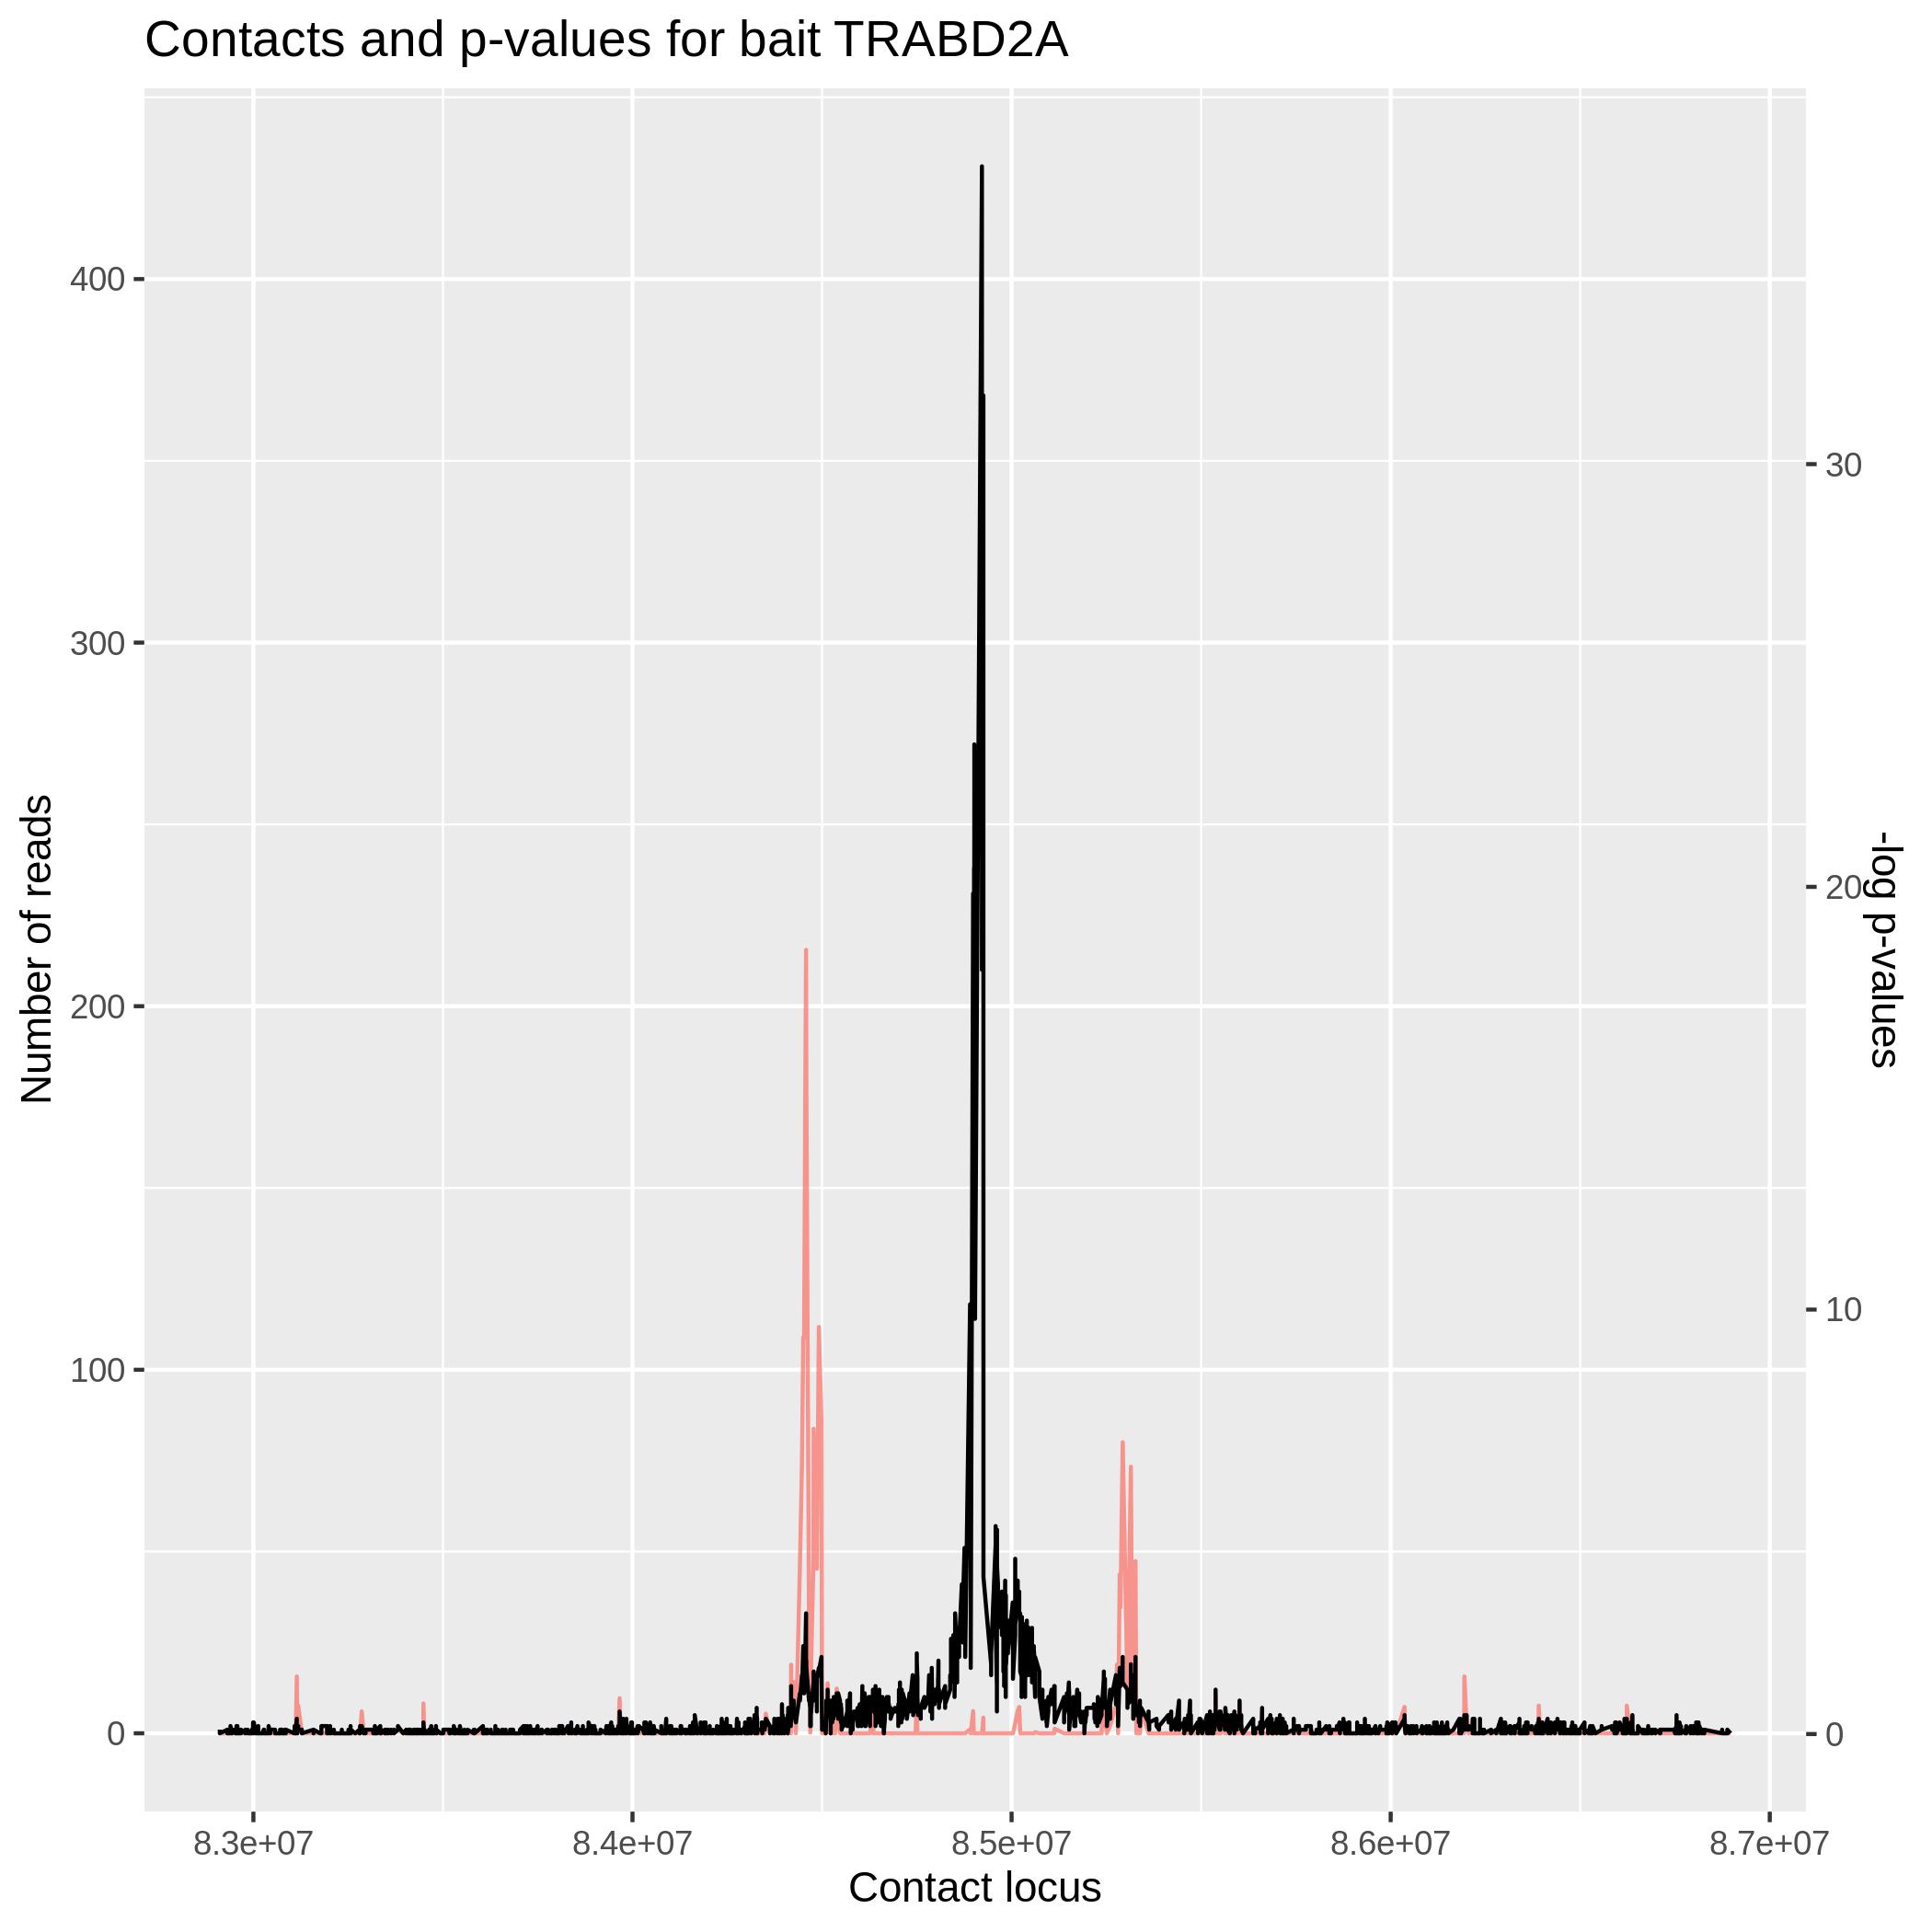 Contacts and p-values for bait TRABD2A
Number of reads
400
300
200
100
0
30
20
10
0
-log p-values
8.3e+07 8.4e+07 8.5e+07 8.6e+07 8.7e+07
Contact locus